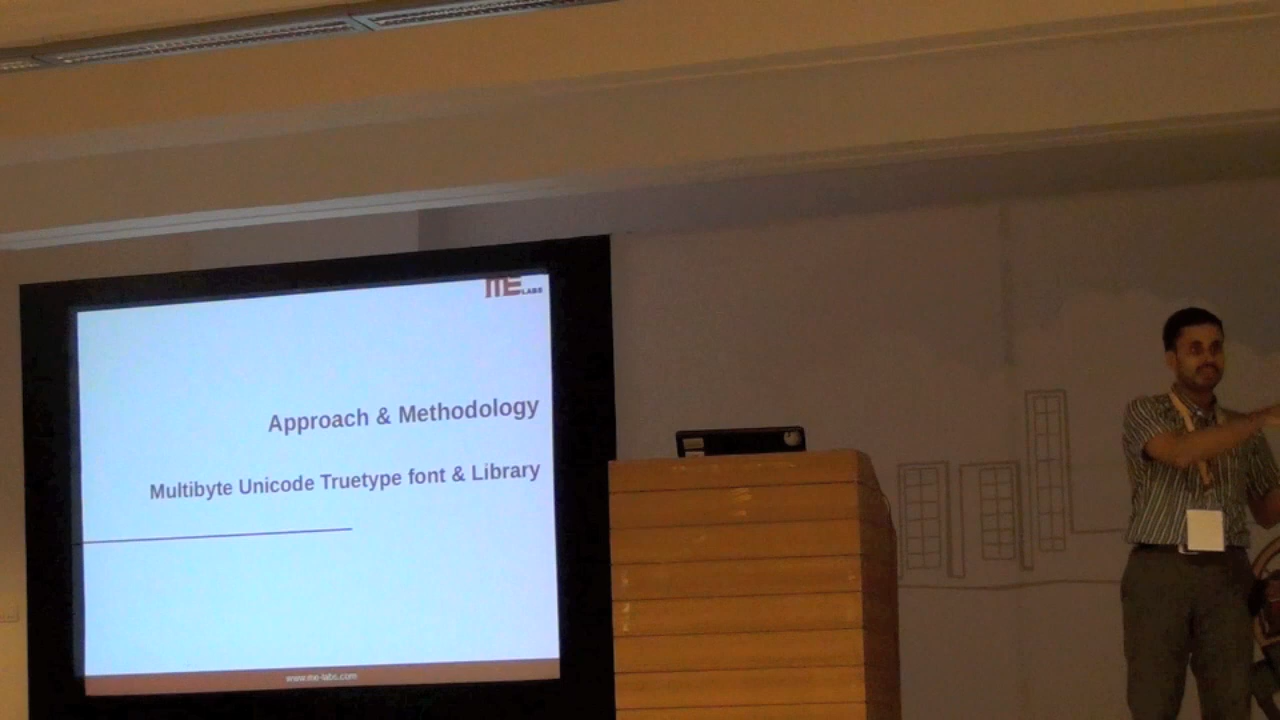 ME LABS
Approach & Methodology
Multibyte Unicode Truetype font & Library
www.me-labs.com